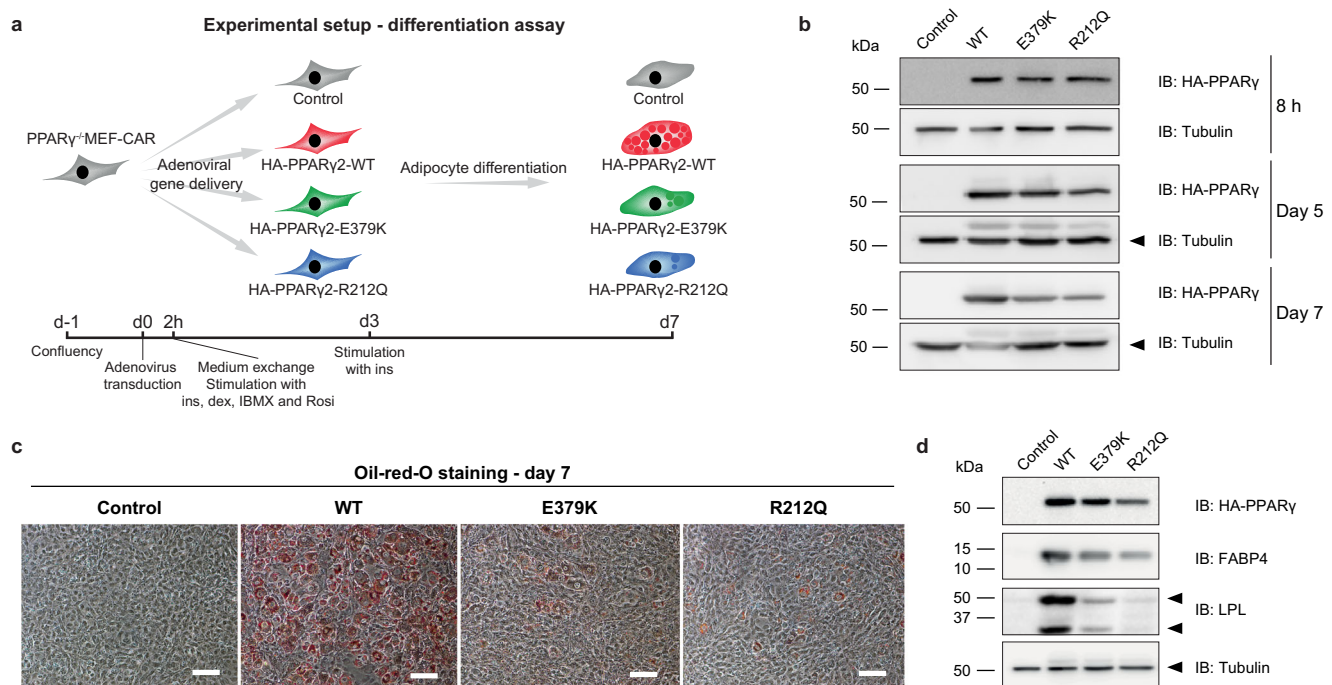 a
Experimental setup - differentiation assay
PPARγ-/-MEF-CAR
Adenoviral
gene delivery
Control
HA-PPARγ2-WT
HA-PPARγ2-E379K
HA-PPARγ2-R212Q
Adipocyte differentiation
Control
HA-PPARγ2-WT
HA-PPARγ2-E379K
HA-PPARγ2-R212Q
d-1
d0
2h
d3
d7
Confluency
Adenovirus
transduction
Medium exchange
Stimulation with
ins, dex, IBMX and Rosi
Stimulation
with ins
b
kDa
Control
WT
E379K
R212Q
50
IB: HA-PPARγ
50
IB: Tubulin
8 h
50
IB: HA-PPARγ
50
IB: Tubulin
Day 5
50
IB: HA-PPARγ
50
IB: Tubulin
Day 7
c
Oil-red-O staining - day 7
Control
WT
E379K
R212Q
d
kDa
Control
WT
E379K
R212Q
50
IB: HA-PPARγ
15
10
IB: FABP4
50
37
IB: LPL
50
IB: Tubulin